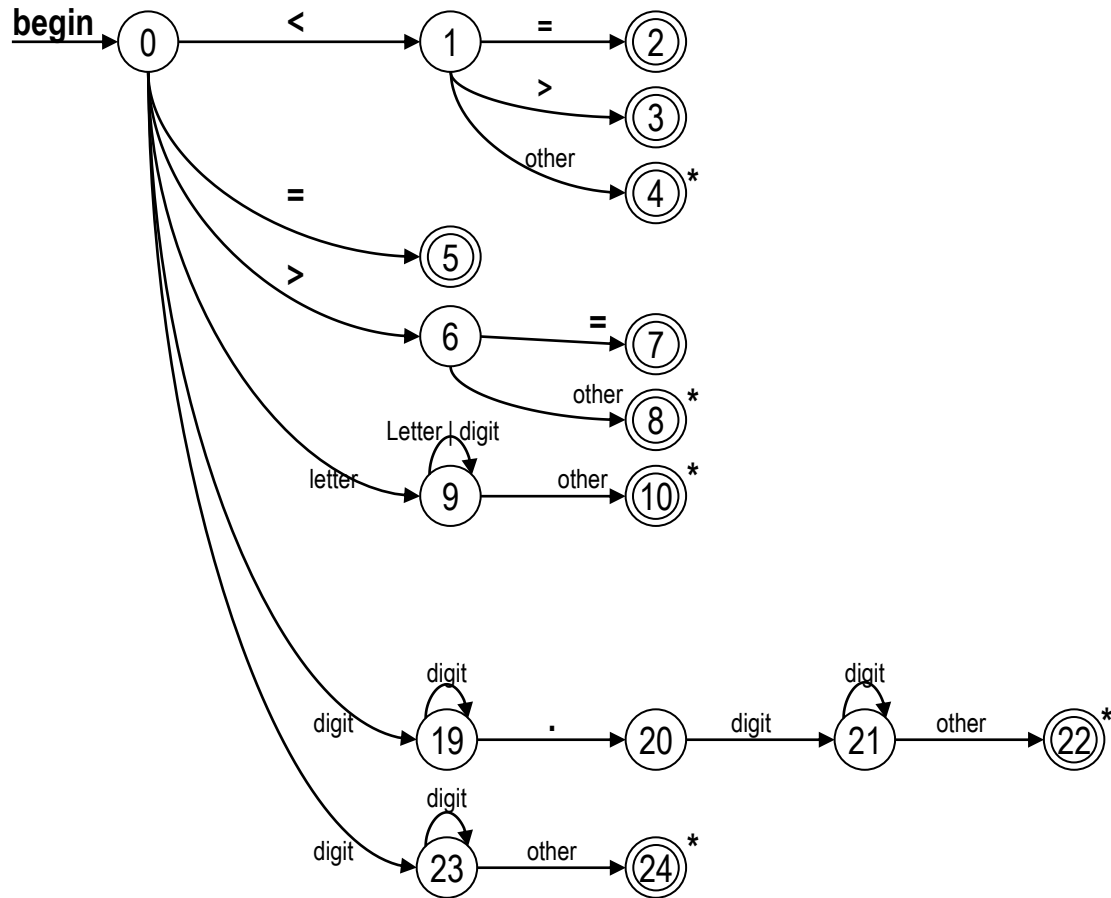 begin 0 < 1 = 2
> 3
other 4 *
= 5
> 6 = 7
other 8 *
Letter | digit
letter 9 other 10 *
digit digit
digit 19 . 20 digit 21 other 22 *
digit
digit 23 other 24 *